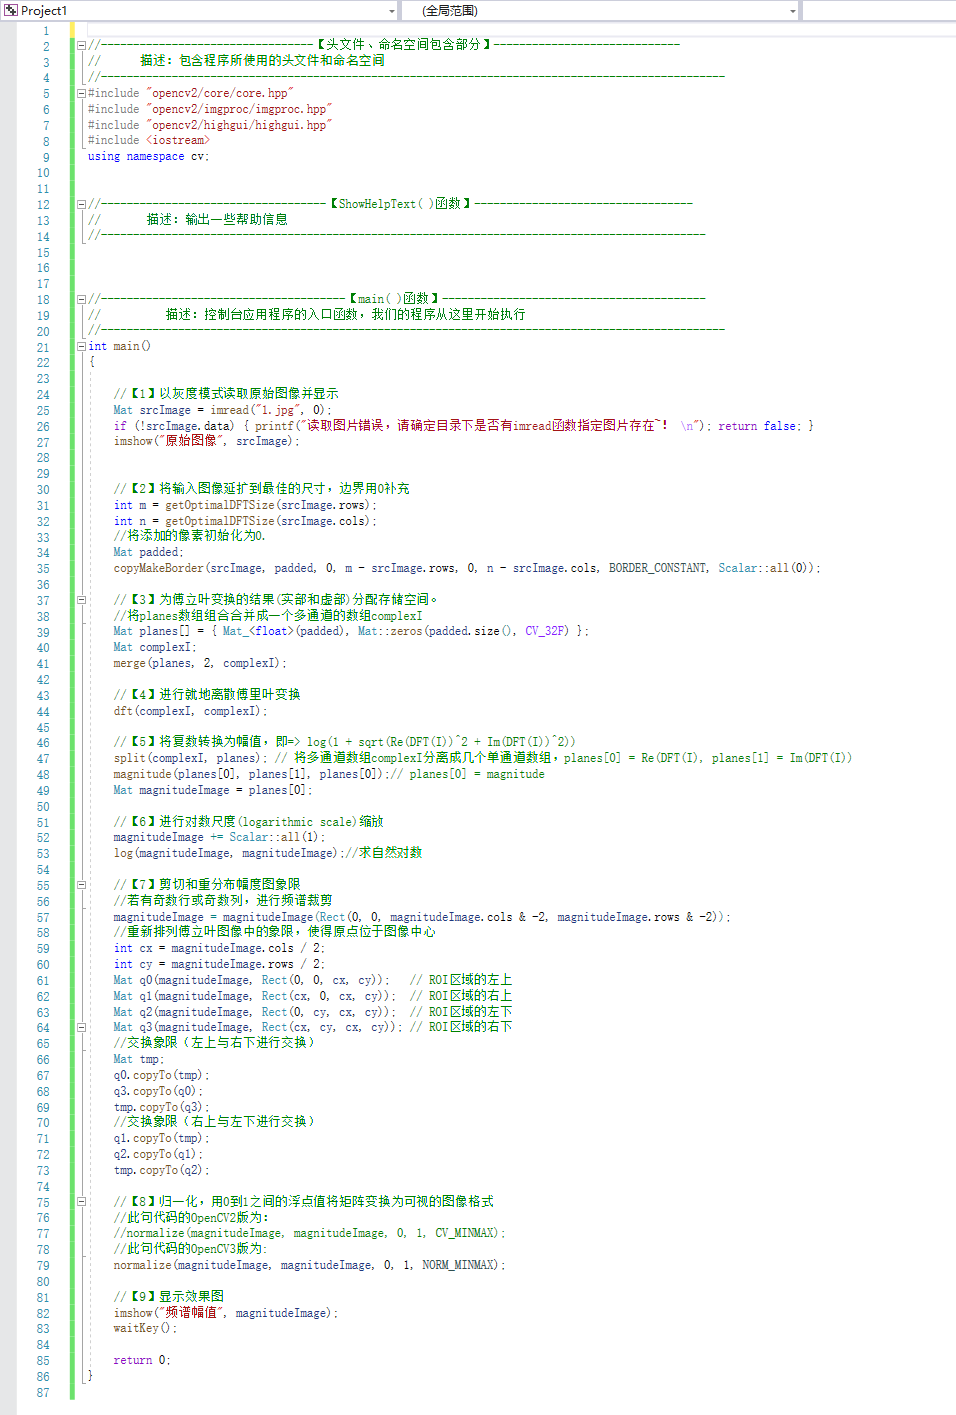 Project1
(全局范围)
1
2 //---------------------------------【头文件、命名空间包含部分】-----------------------------
3 //      描述：包含程序所使用的头文件和命名空间
4 //-------------------------------------------------------------------------------------------------
5 #include "opencv2/core/core.hpp"
6 #include "opencv2/imgproc/imgproc.hpp"
7 #include "opencv2/highgui/highgui.hpp"
8 #include <iostream>
9 using namespace cv;
10
11
12 //-----------------------------------【ShowHelpText( )函数】----------------------------------
13 //       描述：输出一些帮助信息
14 //----------------------------------------------------------------------------------------------
15
16
17
18 //--------------------------------------【main( )函数】-----------------------------------------
19 //          描述：控制台应用程序的入口函数，我们的程序从这里开始执行
20 //-------------------------------------------------------------------------------------------------
21 int main()
22 {
23
24     //【1】以灰度模式读取原始图像并显示
25     Mat srcImage = imread("1.jpg", 0);
26     if (!srcImage.data) { printf("读取图片错误，请确定目录下是否有imread函数指定图片存在~！ \n"); return false; }
27     imshow("原始图像", srcImage);
28
29
30     //【2】将输入图像延扩到最佳的尺寸，边界用0补充
31     int m = getOptimalDFTSize(srcImage.rows);
32     int n = getOptimalDFTSize(srcImage.cols);
33     //将添加的像素初始化为0.
34     Mat padded;
35     copyMakeBorder(srcImage, padded, 0, m - srcImage.rows, 0, n - srcImage.cols, BORDER_CONSTANT, Scalar::all(0));
36
37     //【3】为傅立叶变换的结果(实部和虚部)分配存储空间。
38     //将planes数组组合合并成一个多通道的数组complexI
39     Mat planes[] = { Mat_<float>(padded), Mat::zeros(padded.size(), CV_32F) };
40     Mat complexI;
41     merge(planes, 2, complexI);
42
43     //【4】进行就地离散傅里叶变换
44     dft(complexI, complexI);
45
46     //【5】将复数转换为幅值，即=> log(1 + sqrt(Re(DFT(I))^2 + Im(DFT(I))^2))
47     split(complexI, planes); // 将多通道数组complexI分离成几个单通道数组，planes[0] = Re(DFT(I), planes[1] = Im(DFT(I))
48     magnitude(planes[0], planes[1], planes[0]);// planes[0] = magnitude
49     Mat magnitudeImage = planes[0];
50
51     //【6】进行对数尺度(logarithmic scale)缩放
52     magnitudeImage += Scalar::all(1);
53     log(magnitudeImage, magnitudeImage);//求自然对数
54
55     //【7】剪切和重分布幅度图象限
56     //若有奇数行或奇数列，进行频谱裁剪
57     magnitudeImage = magnitudeImage(Rect(0, 0, magnitudeImage.cols & -2, magnitudeImage.rows & -2));
58     //重新排列傅立叶图像中的象限，使得原点位于图像中心
59     int cx = magnitudeImage.cols / 2;
60     int cy = magnitudeImage.rows / 2;
61     Mat q0(magnitudeImage, Rect(0, 0, cx, cy));   // ROI区域的左上
62     Mat q1(magnitudeImage, Rect(cx, 0, cx, cy));  // ROI区域的右上
63     Mat q2(magnitudeImage, Rect(0, cy, cx, cy));  // ROI区域的左下
64     Mat q3(magnitudeImage, Rect(cx, cy, cx, cy)); // ROI区域的右下
65     //交换象限（左上与右下进行交换）
66     Mat tmp;
67     q0.copyTo(tmp);
68     q3.copyTo(q0);
69     tmp.copyTo(q3);
70     //交换象限（右上与左下进行交换）
71     q1.copyTo(tmp);
72     q2.copyTo(q1);
73     tmp.copyTo(q2);
74
75     //【8】归一化，用0到1之间的浮点值将矩阵变换为可视的图像格式
76     //此句代码的OpenCV2版为：
77     //normalize(magnitudeImage, magnitudeImage, 0, 1, CV_MINMAX);
78     //此句代码的OpenCV3版为:
79     normalize(magnitudeImage, magnitudeImage, 0, 1, NORM_MINMAX);
80
81     //【9】显示效果图
82     imshow("频谱幅值", magnitudeImage);
83     waitKey();
84
85     return 0;
86 }
87